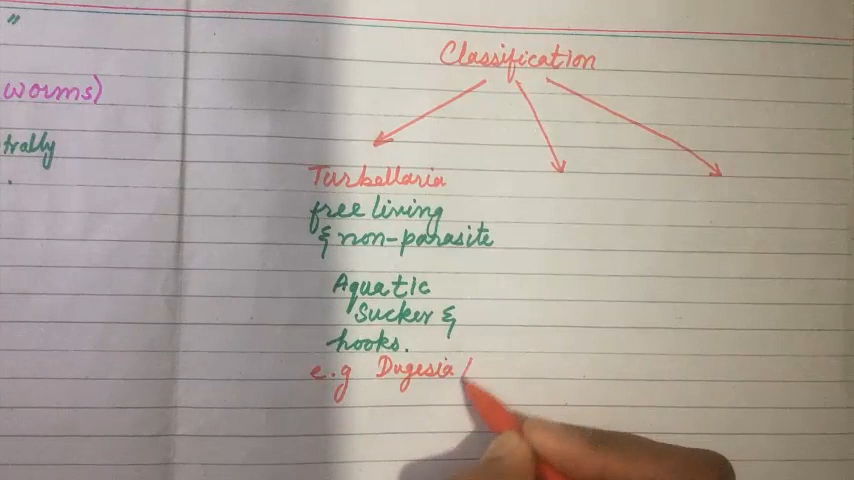 "
worms)
trally
.
Classification
Turbellaria
free living
& non-parasite
Aquatic
Sucker &
hooks.
e.g Dugesia /